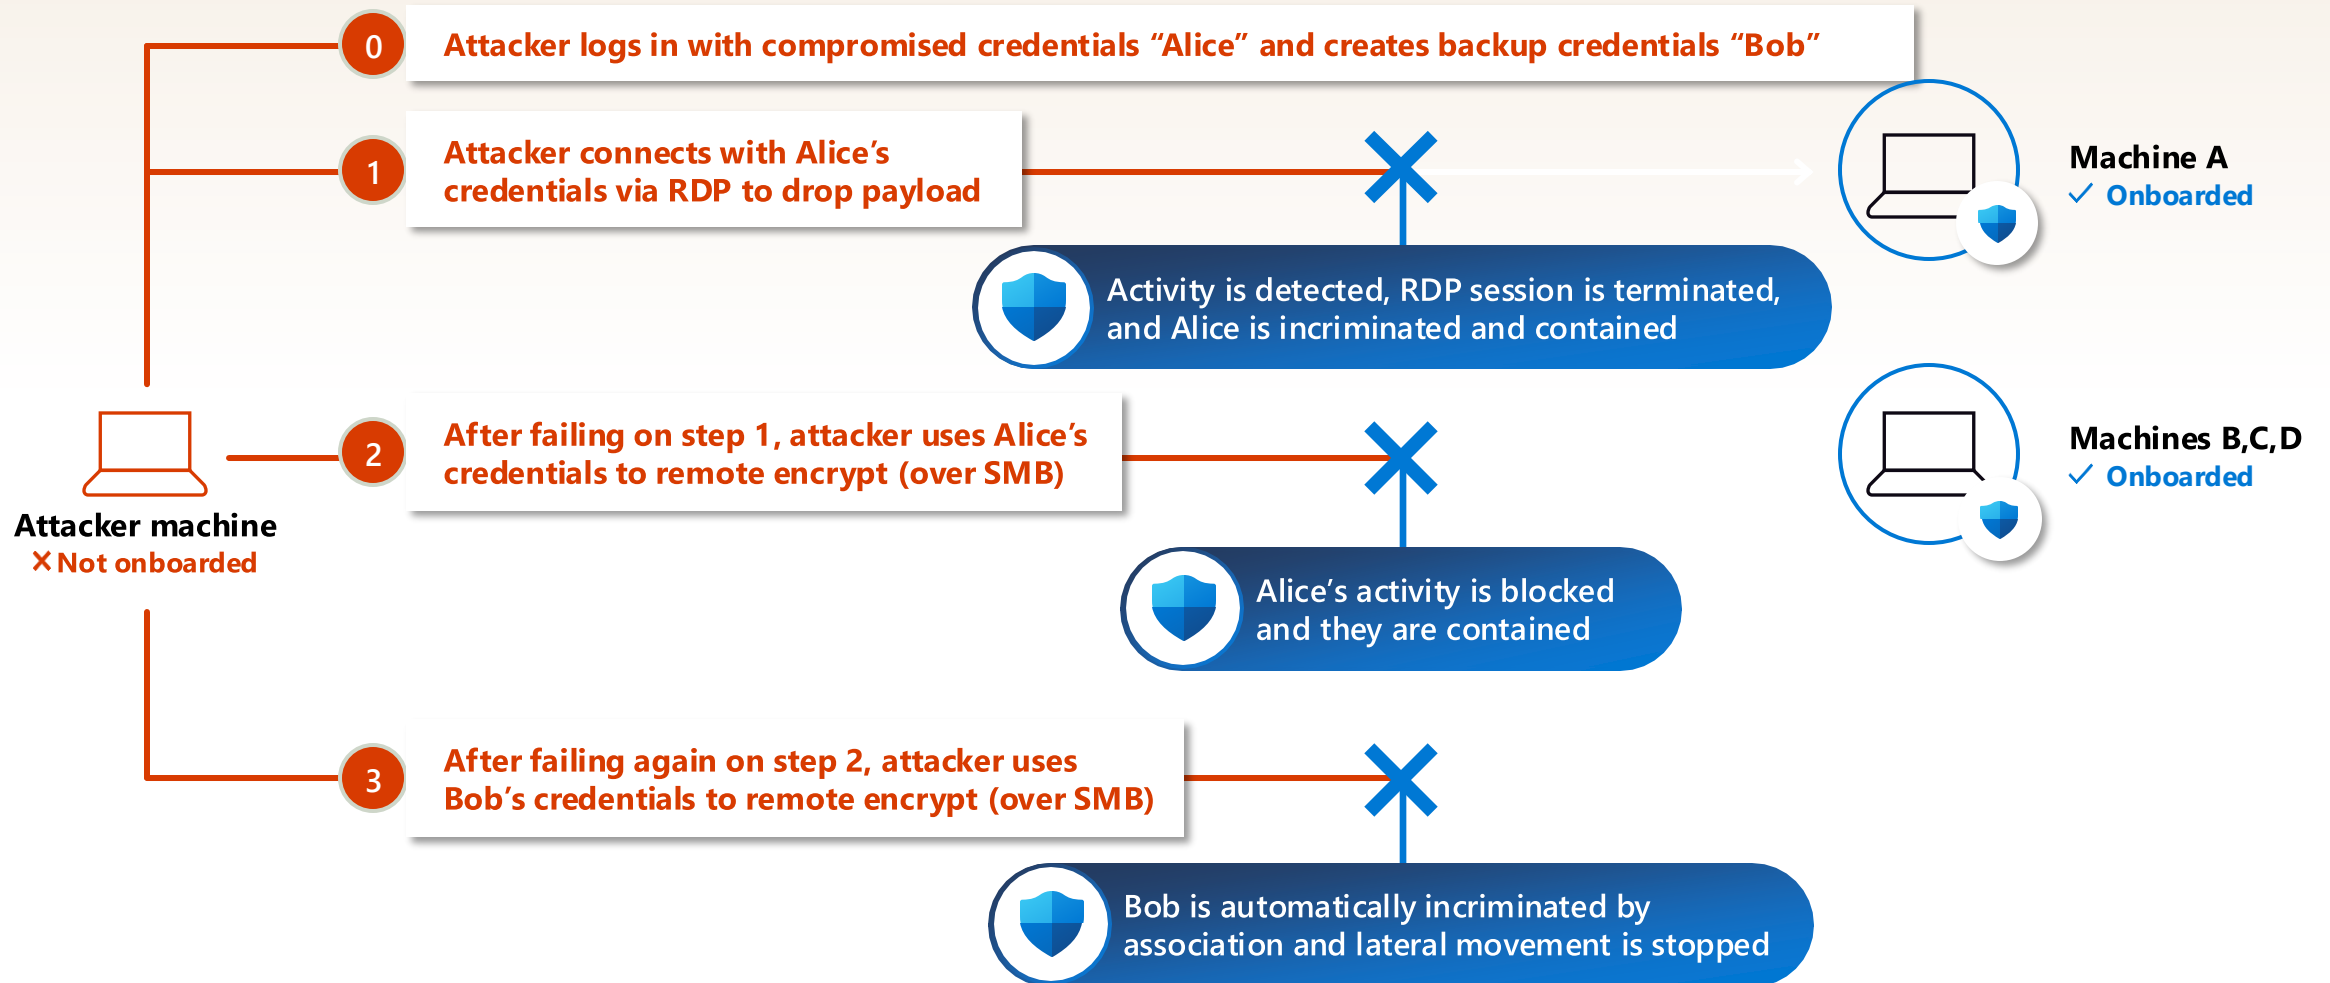 0
Attacker logs in with compromised credentials “Alice” and creates backup credentials “Bob”
1
Attacker connects with Alice’s
credentials via RDP to drop payload
Machine A
Onboarded
Activity is detected, RDP session is terminated,
and Alice is incriminated and contained
2
After failing on step 1, attacker uses Alice’s
credentials to remote encrypt (over SMB)
Machines B,C,D
Onboarded
Attacker machine
Not onboarded
Alice’s activity is blocked
and they are contained
3
After failing again on step 2, attacker uses
Bob’s credentials to remote encrypt (over SMB)
Bob is automatically incriminated by
association and lateral movement is stopped